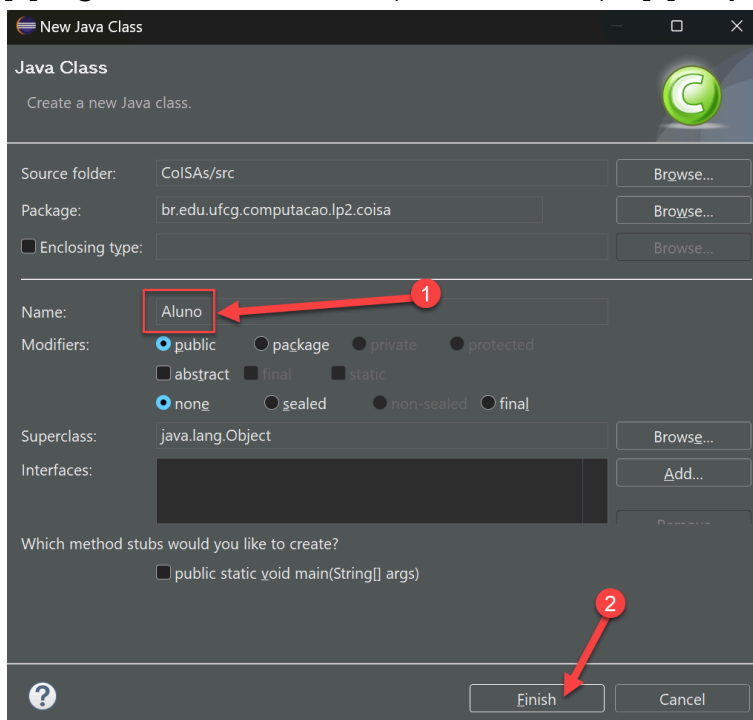 New Java Class
Java Class
Create a new Java class.
C
Source folder: CoISAs/src Browse...
Package: br.edu.ufcg.computacao.lp2.coisa Browse...
Enclosing type: Browse...
1
Name: Aluno
Modifiers: public package private protected
abstract final static
none sealed non-sealed final
Superclass: java.lang.Object Browse...
Interfaces: Add...
Remove
Which method stubs would you like to create?
public static void main(String[] args)
2
? Finish Cancel